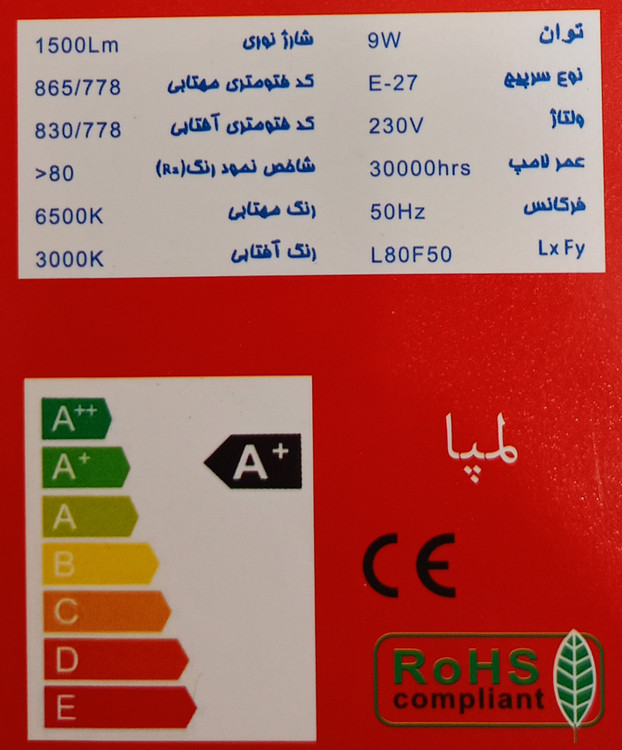 توان 9W شارژ نوری 1500Lm
نوع سرپیچ E-27 کد فتومتری مهتابی 865/778
ولتاژ 230V کد فتومتری آفتابی 830/778
عمر لامپ 30000hrs شاخص نمود رنگ(Ra) >80
فرکانس 50Hz رنگ مهتابی 6500K
Lx Fy L80F50 رنگ آفتابی 3000K
A++
A+ A+
A
B
C
D
E
لمپا
CE
RoHS
compliant